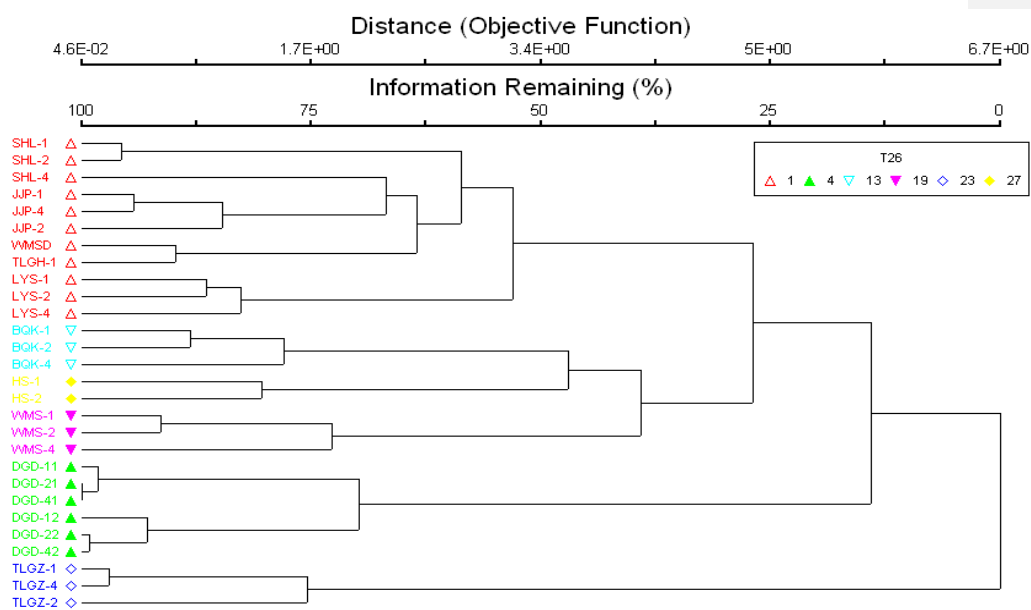 Distance (Objective Function)
4.6E-02 1.7E+00 3.4E+00 5E+00 6.7E+00
Information Remaining (%)
100 75 50 25 0
T26
1 4 13 19 23 27
SHL-1
SHL-2
SHL-4
JJP-1
JJP-4
JJP-2
WMSD
TLGH-1
LYS-1
LYS-2
LYS-4
BQK-1
BQK-2
BQK-4
HS-1
HS-2
WMS-1
WMS-2
WMS-4
DGD-11
DGD-21
DGD-41
DGD-12
DGD-22
DGD-42
TLGZ-1
TLGZ-4
TLGZ-2